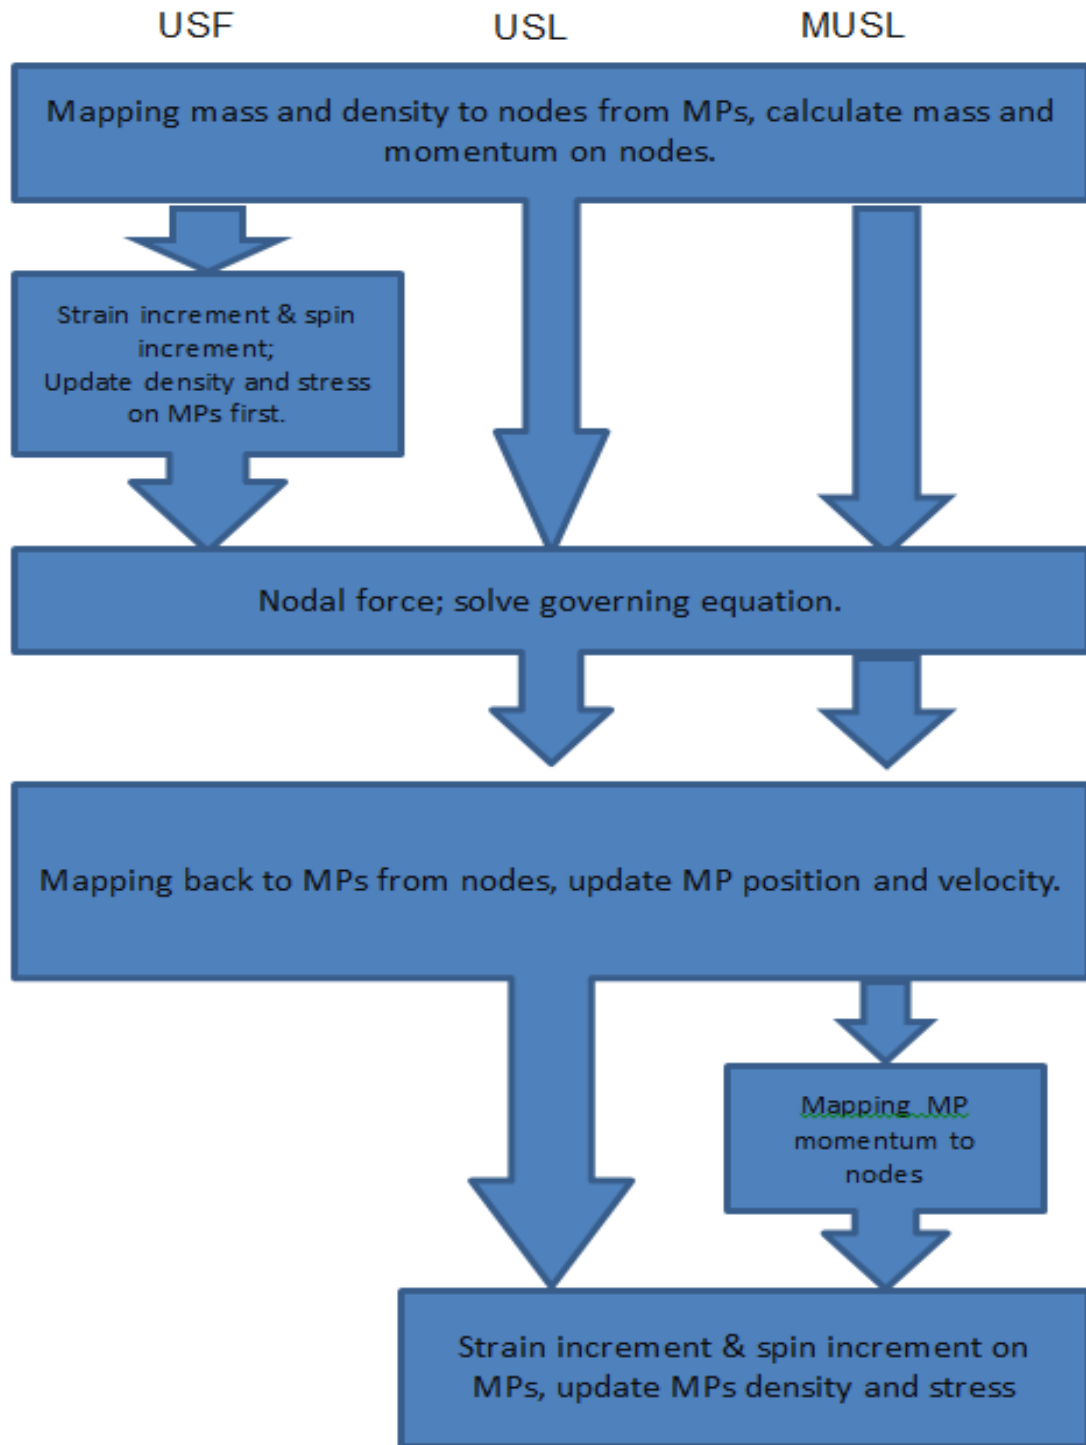 USF USL MUSL
Mapping mass and density to nodes from MPs, calculate mass and
momentum on nodes.
Strain increment & spin
increment;
Update density and stress
on MPs first.
Nodal force; solve governing equation.
Mapping back to MPs from nodes, update MP position and velocity.
Mapping MP
momentum to
nodes
Strain increment & spin increment on
MPs, update MPs density and stress